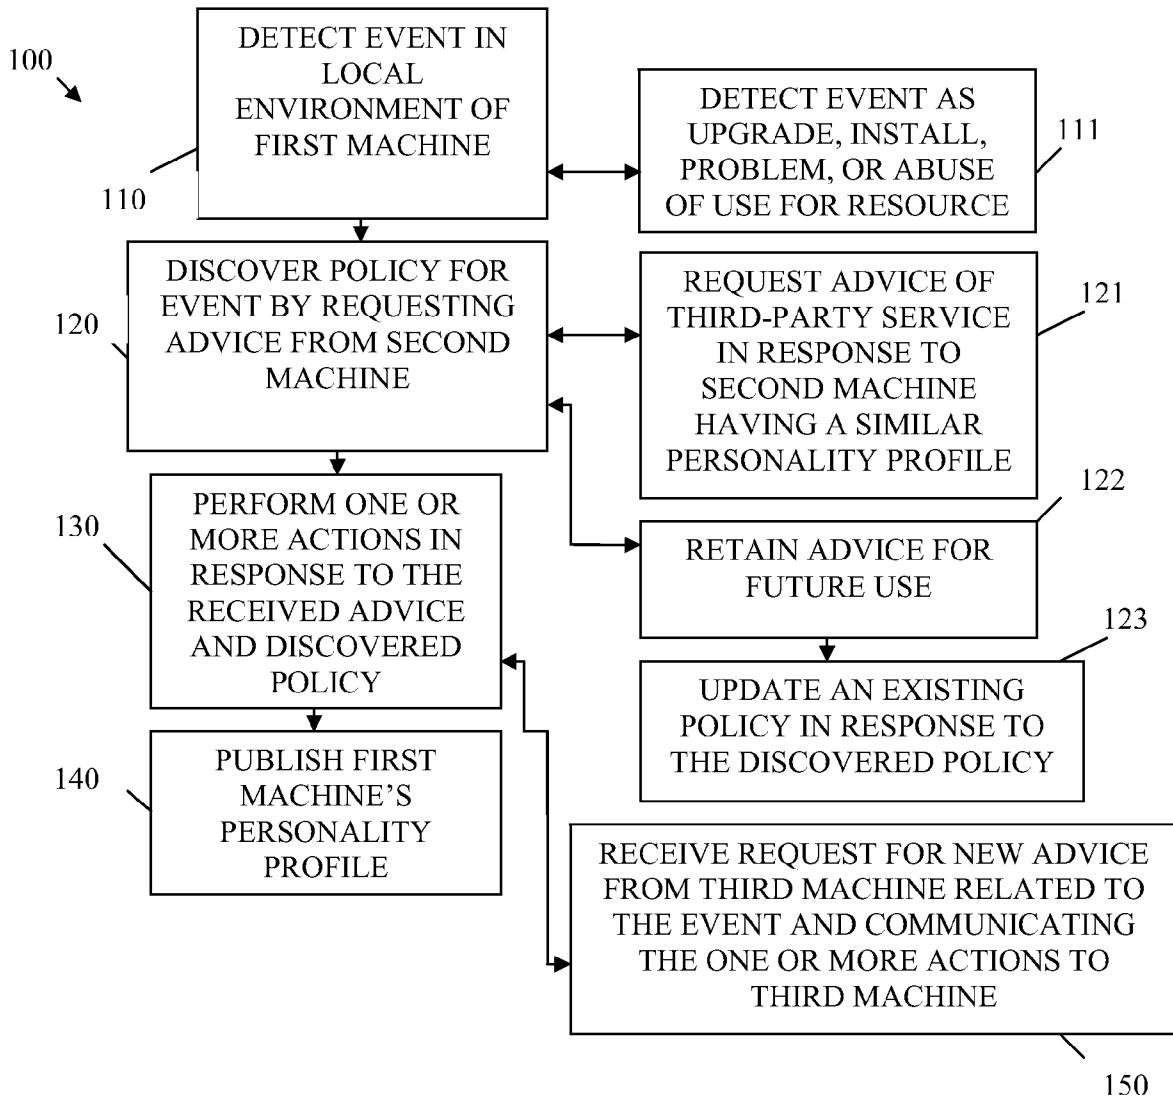 100
DETECT EVENT IN
LOCAL
ENVIRONMENT OF
FIRST MACHINE
110
DETECT EVENT AS
UPGRADE, INSTALL,
PROBLEM, OR ABUSE
OF USE FOR RESOURCE
111
DISCOVER POLICY FOR
EVENT BY REQUESTING
ADVICE FROM SECOND
MACHINE
120
REQUEST ADVICE OF
THIRD-PARTY SERVICE
IN RESPONSE TO
SECOND MACHINE
HAVING A SIMILAR
PERSONALITY PROFILE
121
RETAIN ADVICE FOR
FUTURE USE
122
UPDATE AN EXISTING
POLICY IN RESPONSE TO
THE DISCOVERED POLICY
123
PERFORM ONE OR
MORE ACTIONS IN
RESPONSE TO THE
RECEIVED ADVICE
AND DISCOVERED
POLICY
130
PUBLISH FIRST
MACHINE’S
PERSONALITY
PROFILE
140
RECEIVE REQUEST FOR NEW ADVICE
FROM THIRD MACHINE RELATED TO
THE EVENT AND COMMUNICATING
THE ONE OR MORE ACTIONS TO
THIRD MACHINE
150